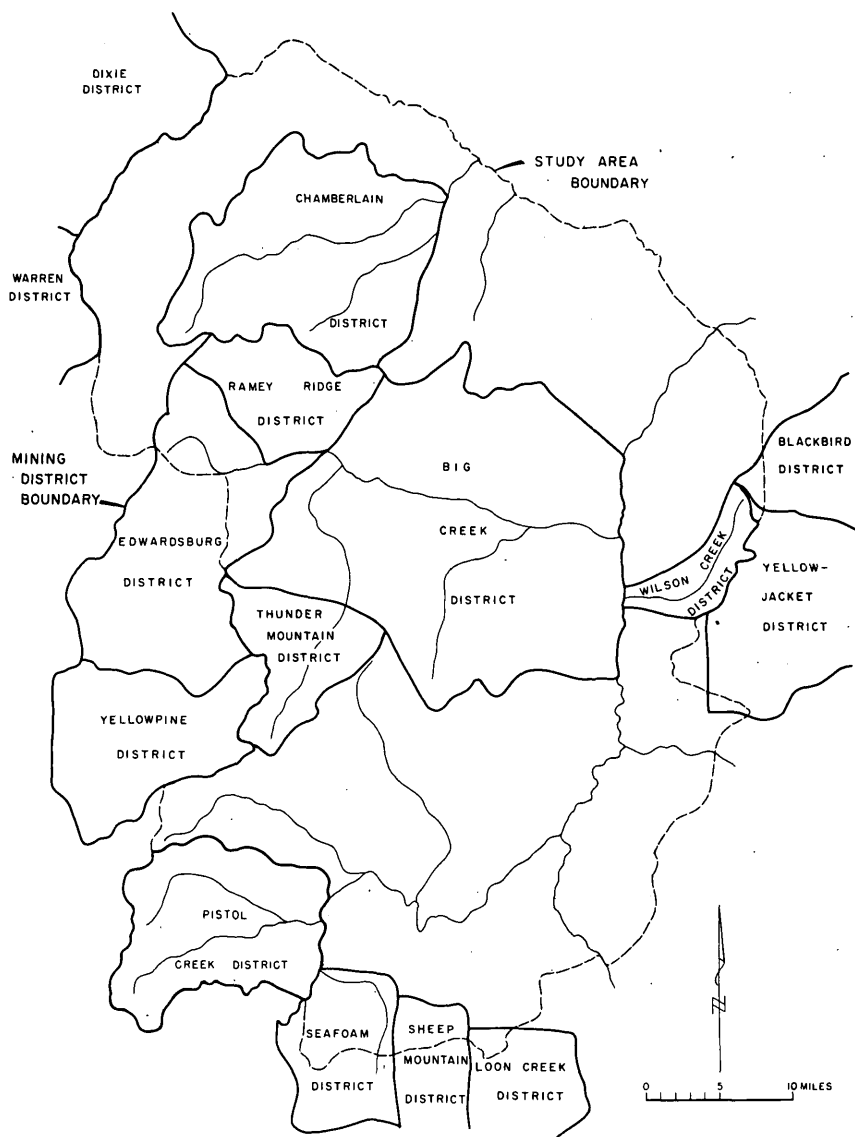 DIXIE
DISTRICT
STUDY AREA
BOUNDARY
CHAMBERLAIN
DISTRICT
WARREN
DISTRICT
RAMEY RIDGE
DISTRICT
BLACKBIRD
DISTRICT
MINING
DISTRICT
BOUNDARY
BIG
CREEK
DISTRICT
EDWARDSBURG
DISTRICT
WILSON CREEK
DISTRICT
YELLOW-
JACKET
DISTRICT
THUNDER
MOUNTAIN
DISTRICT
YELLOWPINE
DISTRICT
PISTOL
CREEK DISTRICT
SEAFOAM
DISTRICT
SHEEP
MOUNTAIN
DISTRICT
LOON CREEK
DISTRICT
N
0 5 10 MILES